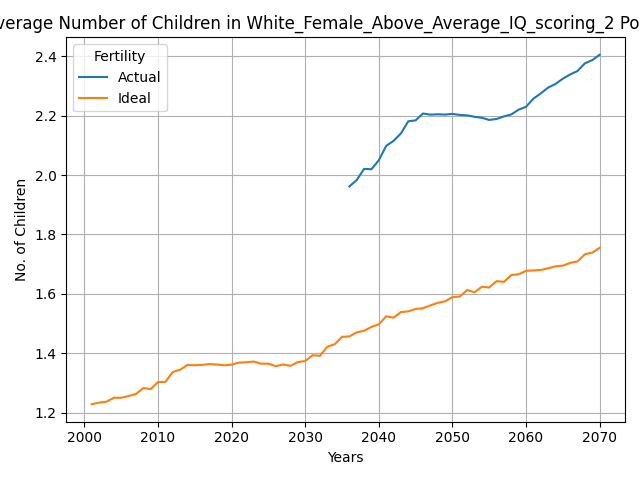 verage Number of Children in White_Female_Above_Average_IQ_scoring_2 Po
Fertility
Actual
Ideal
2.4
2.2
2.0
1.8
1.6
1.4
1.2
No. of Children
2000 2010 2020 2030 2040 2050 2060 2070
Years